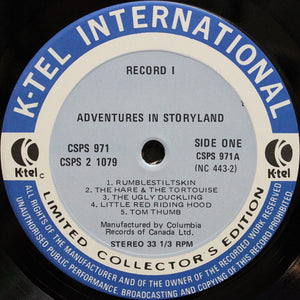 K-TEL INTERNATIONAL
RECORD I
ADVENTURES IN STORYLAND
CSPS 971
CSPS 2 1079
SIDE ONE
CSPS 971A
(NC 443-2)
K-tel
K-tel
1. RUMBLESTILTSKIN
2. THE HARE & THE TORTOUISE
3. THE UGLY DUCKLING
4. LITTLE RED RIDING HOOD
5. TOM THUMB
Manufactured by Columbia
Records of Canada Ltd.
STEREO 33 1/3 RPM
LIMITED COLLECTOR'S EDITION
ALL RIGHTS OF THE MANUFACTURER AND OF THE OWNER OF THE RECORDED WORK RESERVED.
UNAUTHORISED PUBLIC PERFORMANCE, BROADCASTING AND COPYING OF THIS RECORD PROHIBITED.